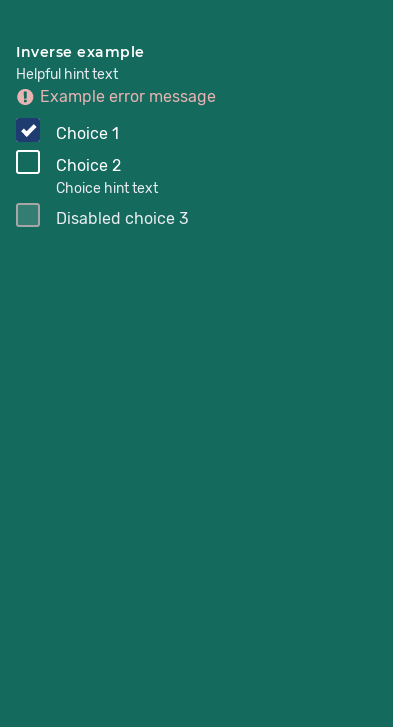 Inverse example
Helpful hint text
Example error message
Choice 1
Choice 2
Choice hint text
Disabled choice 3